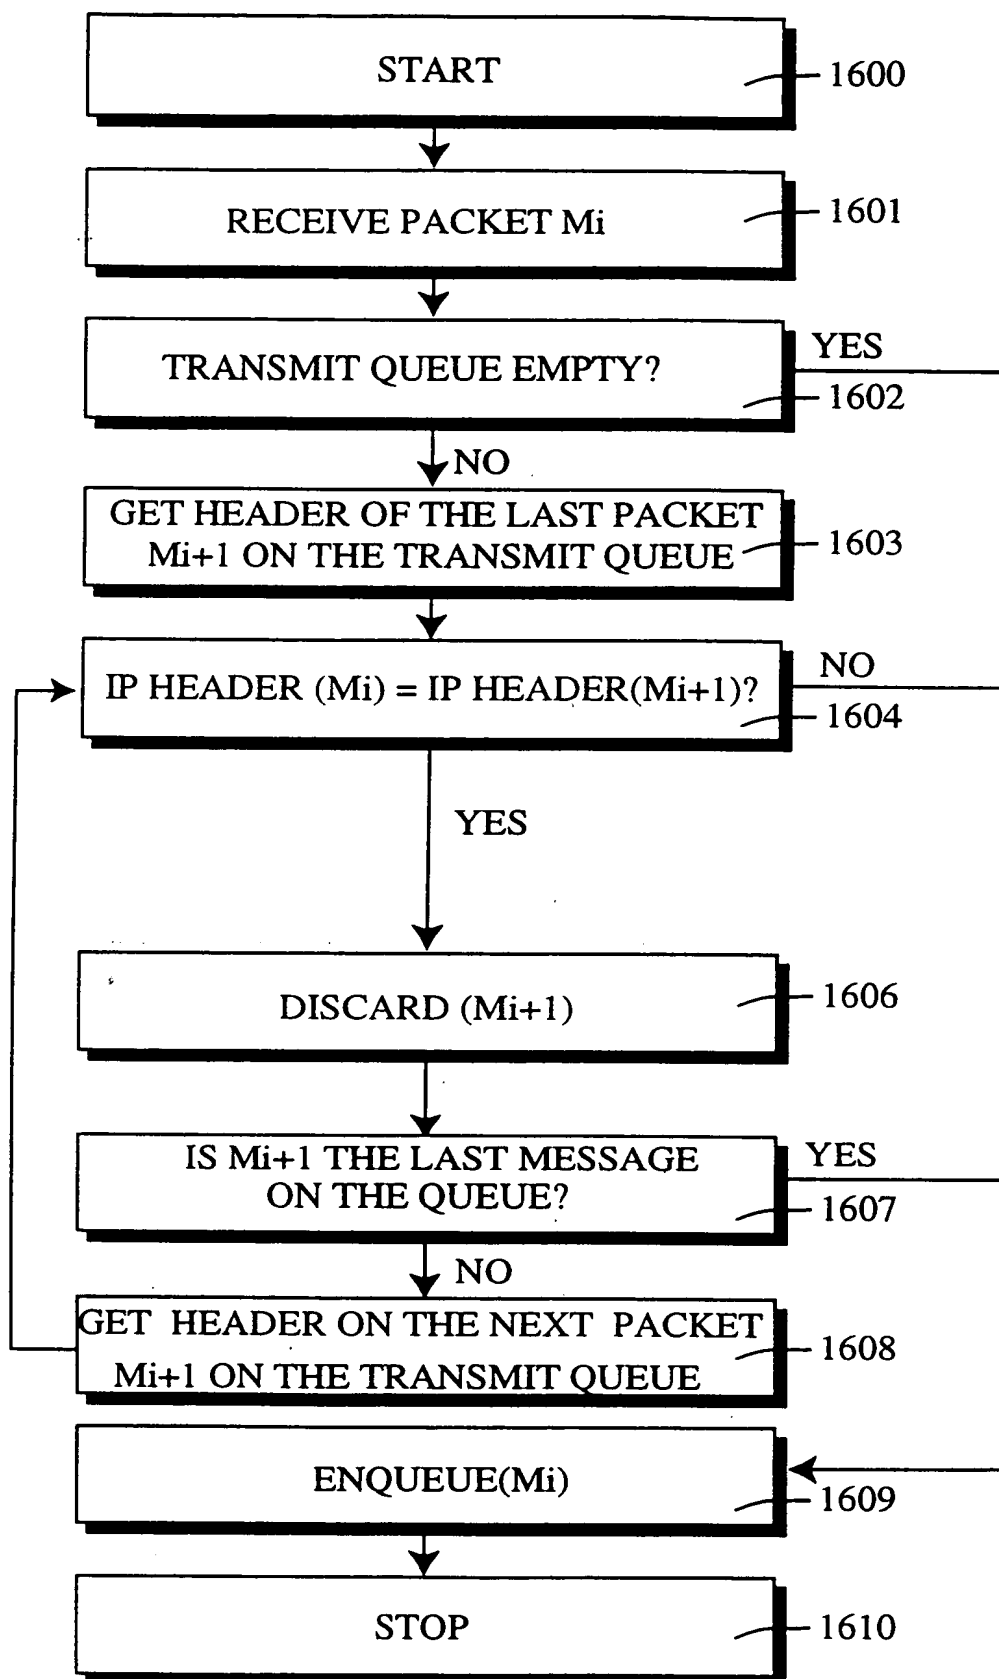 START
1600
RECEIVE PACKET Mi
1601
TRANSMIT QUEUE EMPTY?
YES
1602
NO
GET HEADER OF THE LAST PACKET
Mi+1 ON THE TRANSMIT QUEUE
1603
IP HEADER (Mi) = IP HEADER(Mi+1)?
NO
1604
YES
DISCARD (Mi+1)
1606
IS Mi+1 THE LAST MESSAGE
ON THE QUEUE?
YES
1607
NO
GET HEADER ON THE NEXT PACKET
Mi+1 ON THE TRANSMIT QUEUE
1608
ENQUEUE(Mi)
1609
STOP
1610